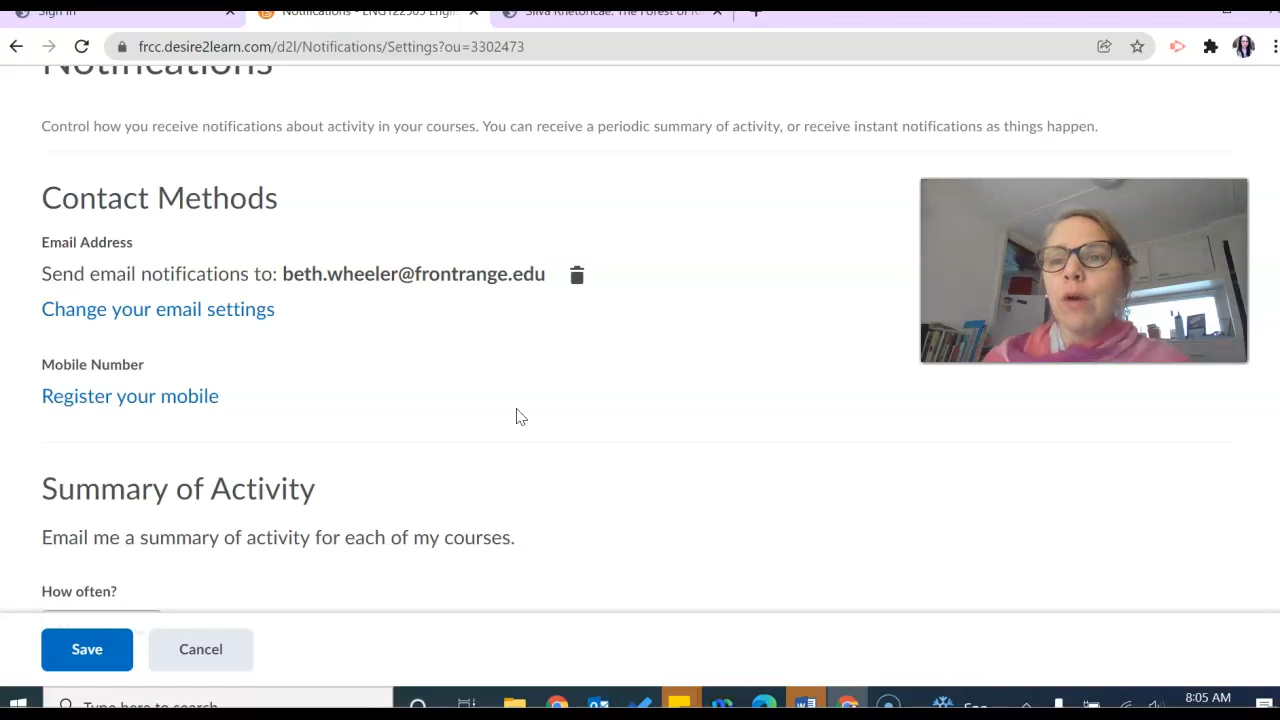 Sign in
Notifications - ENG122505 Engl
Silva Rhetoricae: The Forest of R
frcc.desire2learn.com/d2l/Notifications/Settings?ou=3302473
Notifications
Control how you receive notifications about activity in your courses. You can receive a periodic summary of activity, or receive instant notifications as things happen.
Contact Methods
Email Address
Send email notifications to: beth.wheeler@frontrange.edu
Change your email settings
Mobile Number
Register your mobile
Summary of Activity
Email me a summary of activity for each of my courses.
How often?
Save Cancel
Type here to search
8:05 AM